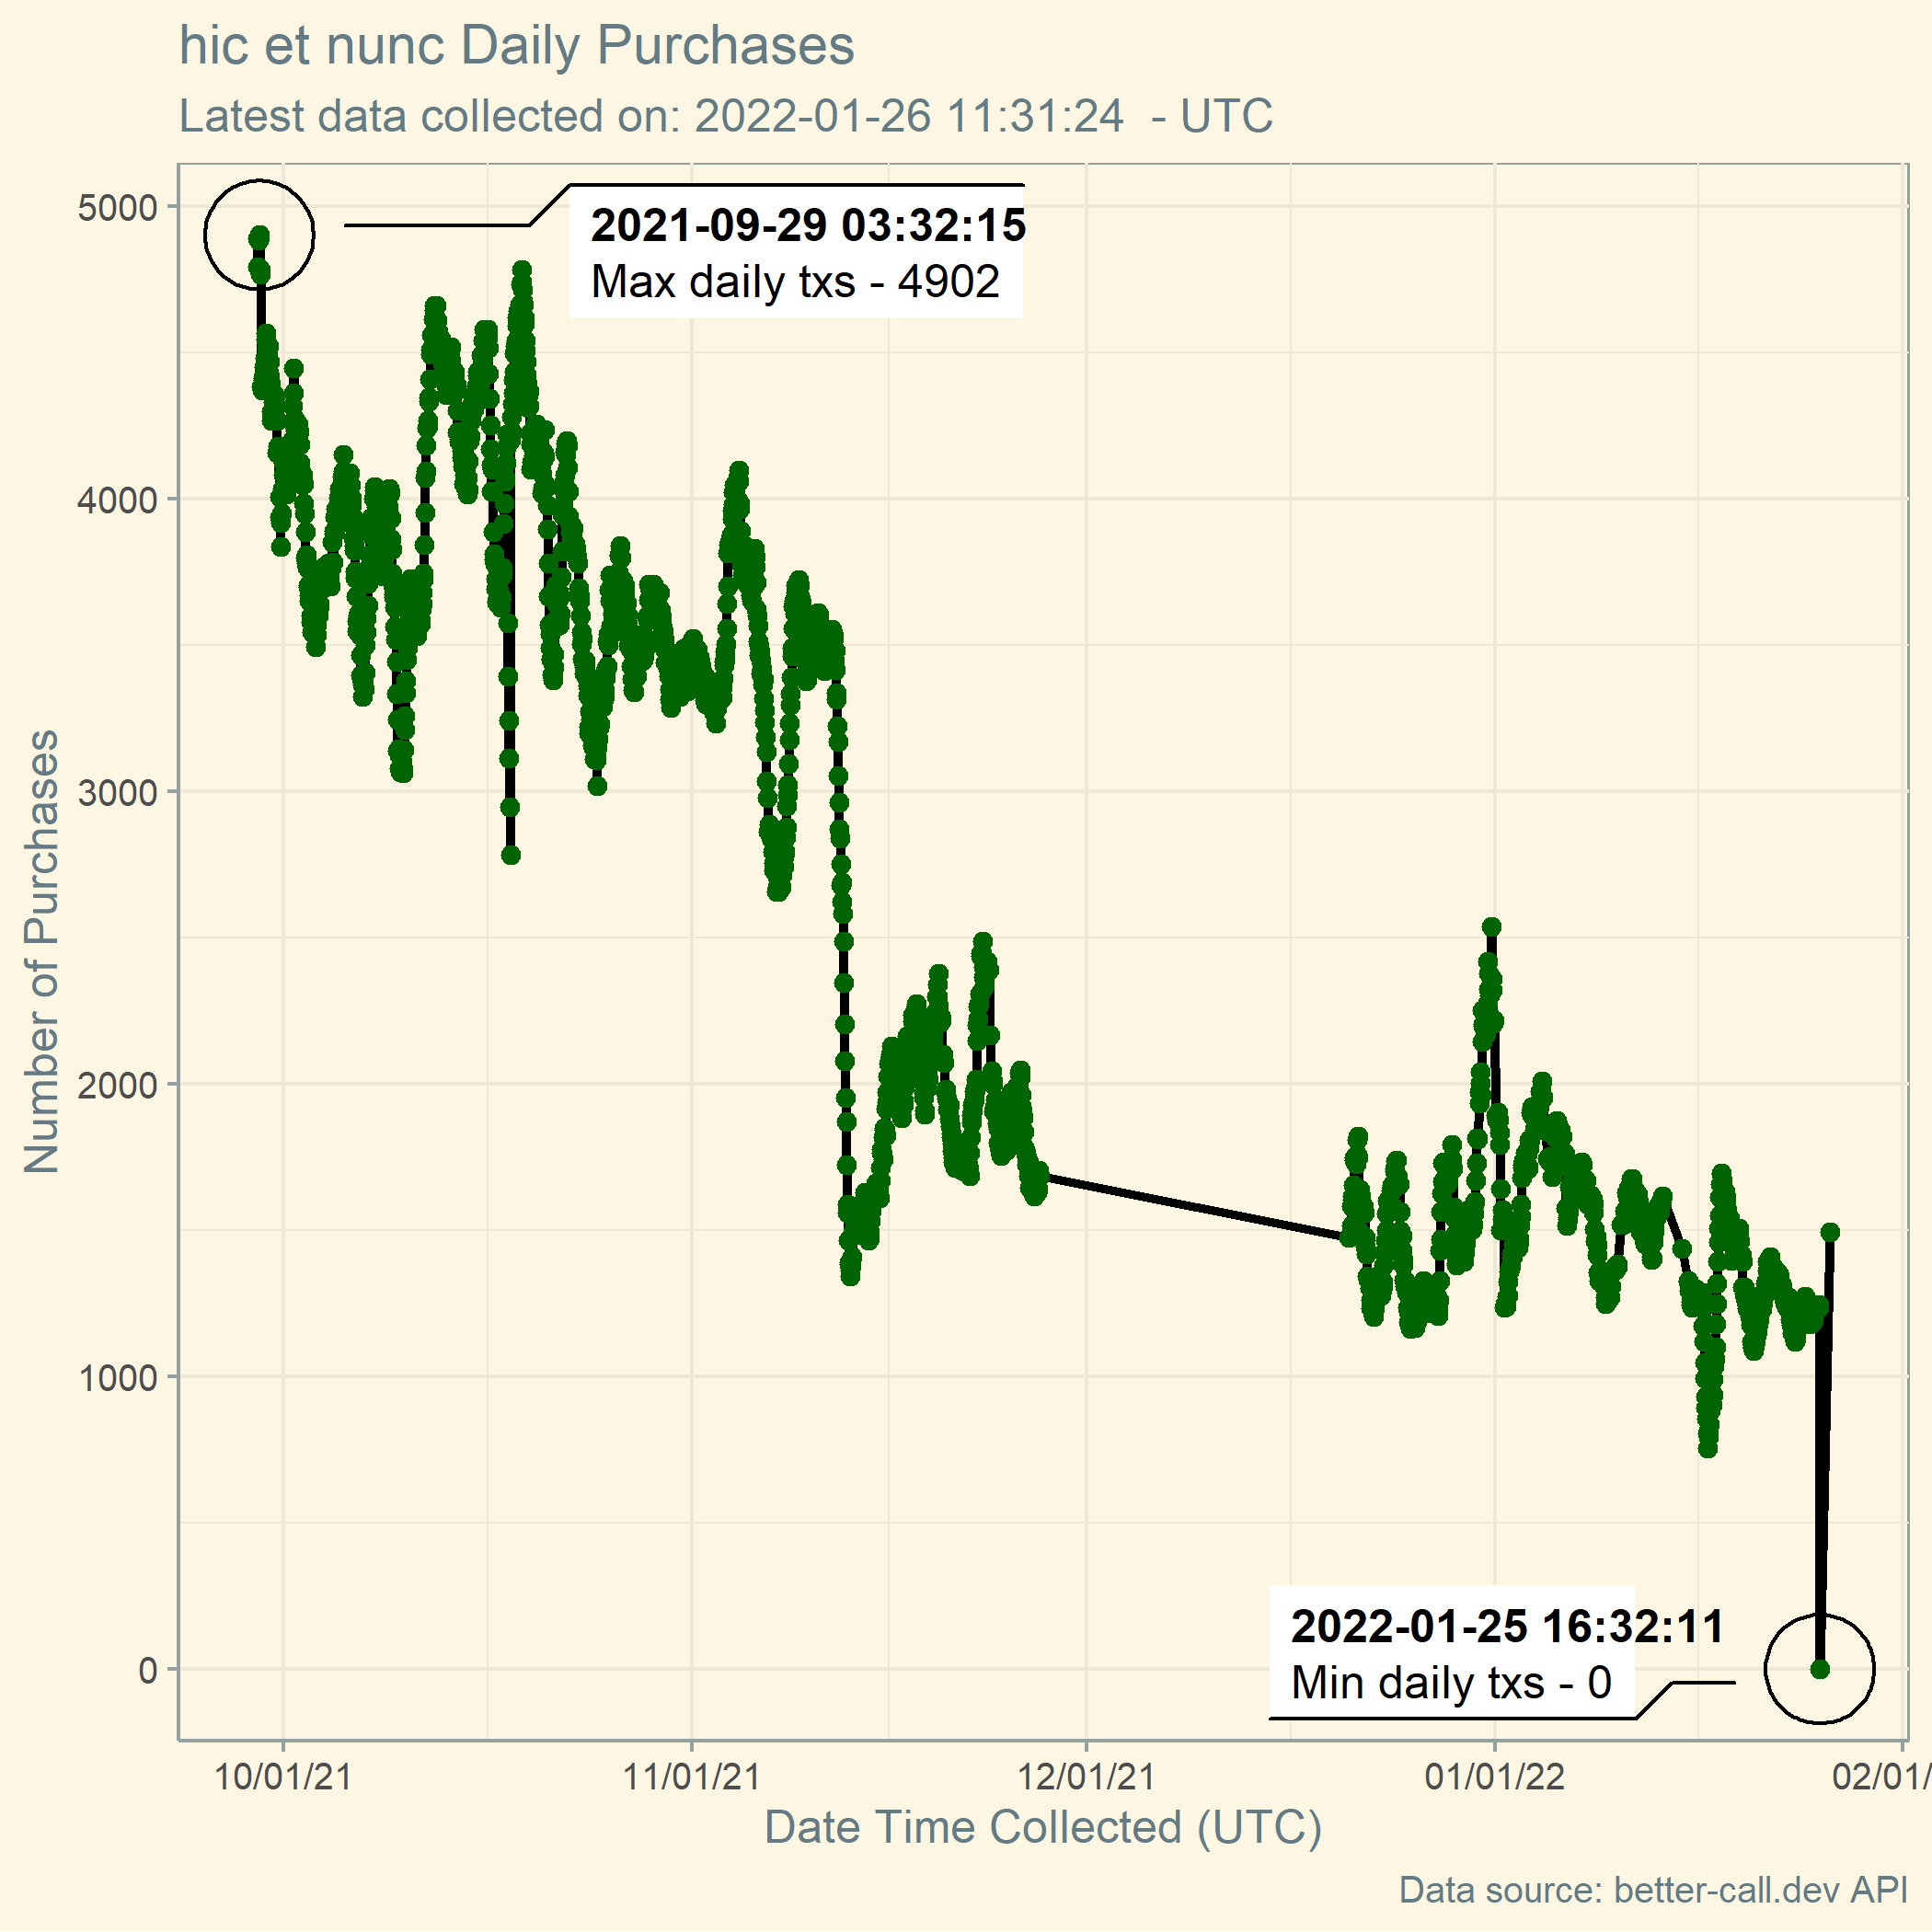 hic et nunc Daily Purchases
Latest data collected on: 2022-01-26 11:31:24  - UTC
5000
4000
3000
2000
1000
0
Number of Purchases
2021-09-29 03:32:15
Max daily txs - 4902
2022-01-25 16:32:11
Min daily txs - 0
10/01/21 11/01/21 12/01/21 01/01/22 02/01/
Date Time Collected (UTC)
Data source: better-call.dev API